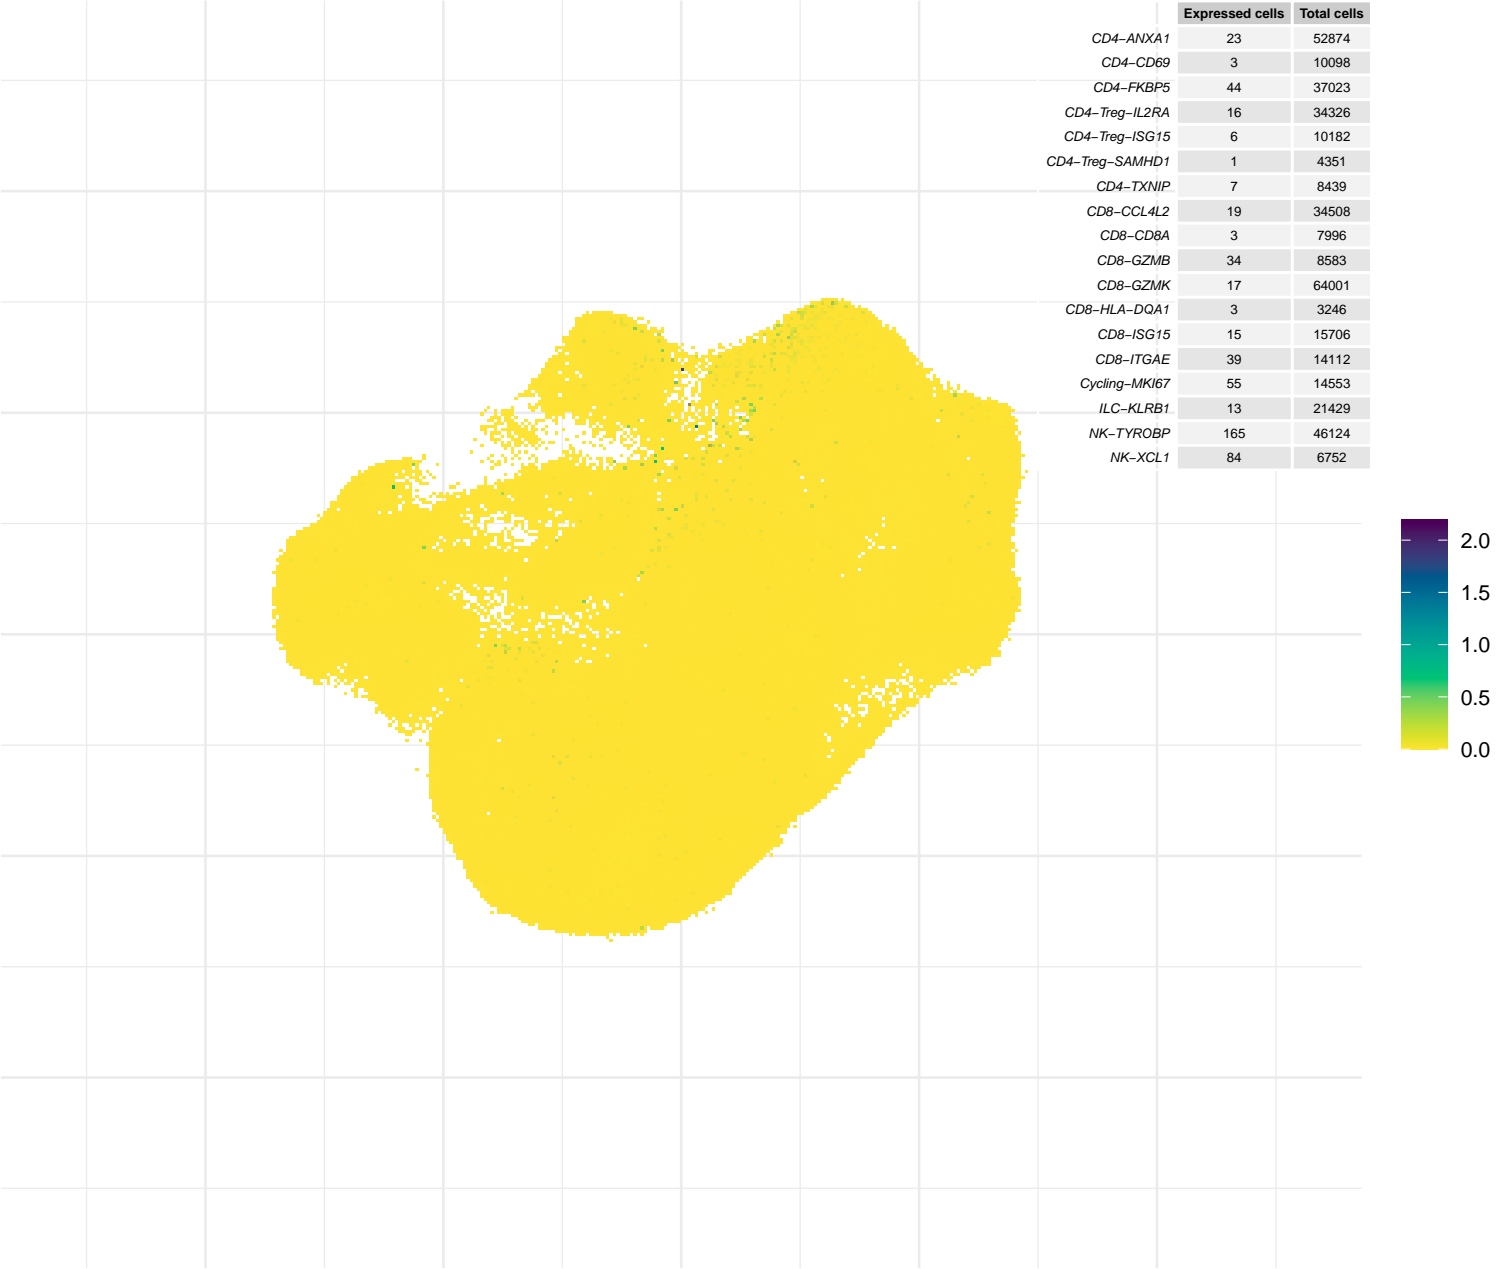 Expressed cells Total cells
CD4−ANXA1 23 52874
CD4−CD69 3 10098
CD4−FKBP5 44 37023
CD4−Treg−IL2RA 16 34326
CD4−Treg−ISG15 6 10182
CD4−Treg−SAMHD1 1 4351
CD4−TXNIP 7 8439
CD8−CCL4L2 19 34508
CD8−CD8A 3 7996
CD8−GZMB 34 8583
CD8−GZMK 17 64001
CD8−HLA−DQA1 3 3246
CD8−ISG15 15 15706
CD8−ITGAE 39 14112
Cycling−MKI67 55 14553
ILC−KLRB1 13 21429
NK−TYROBP 165 46124
NK−XCL1 84 6752
2.0
1.5
1.0
0.5
0.0